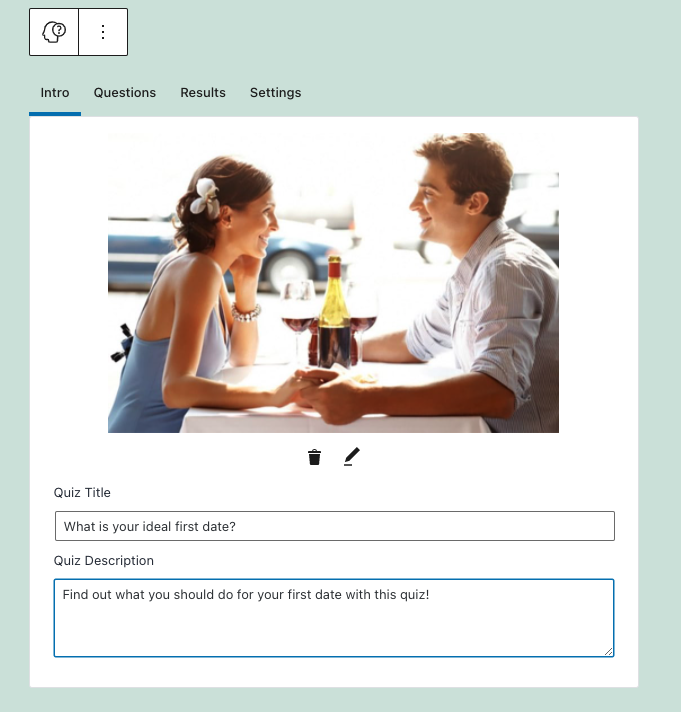 Intro Questions Results Settings
Quiz Title
What is your ideal first date?
Quiz Description
Find out what you should do for your first date with this quiz!